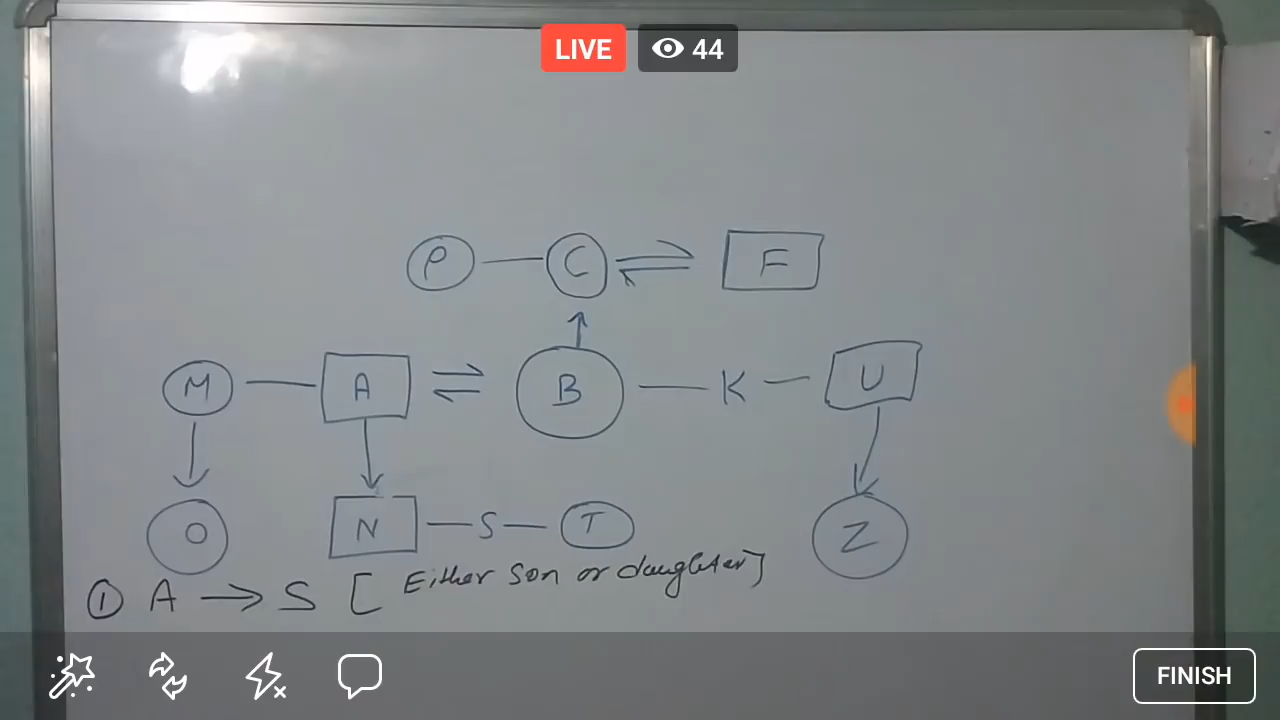 LIVE 44
P C F
M A B K U
O N S T Z
① A → S [Either son or daughter]
FINISH